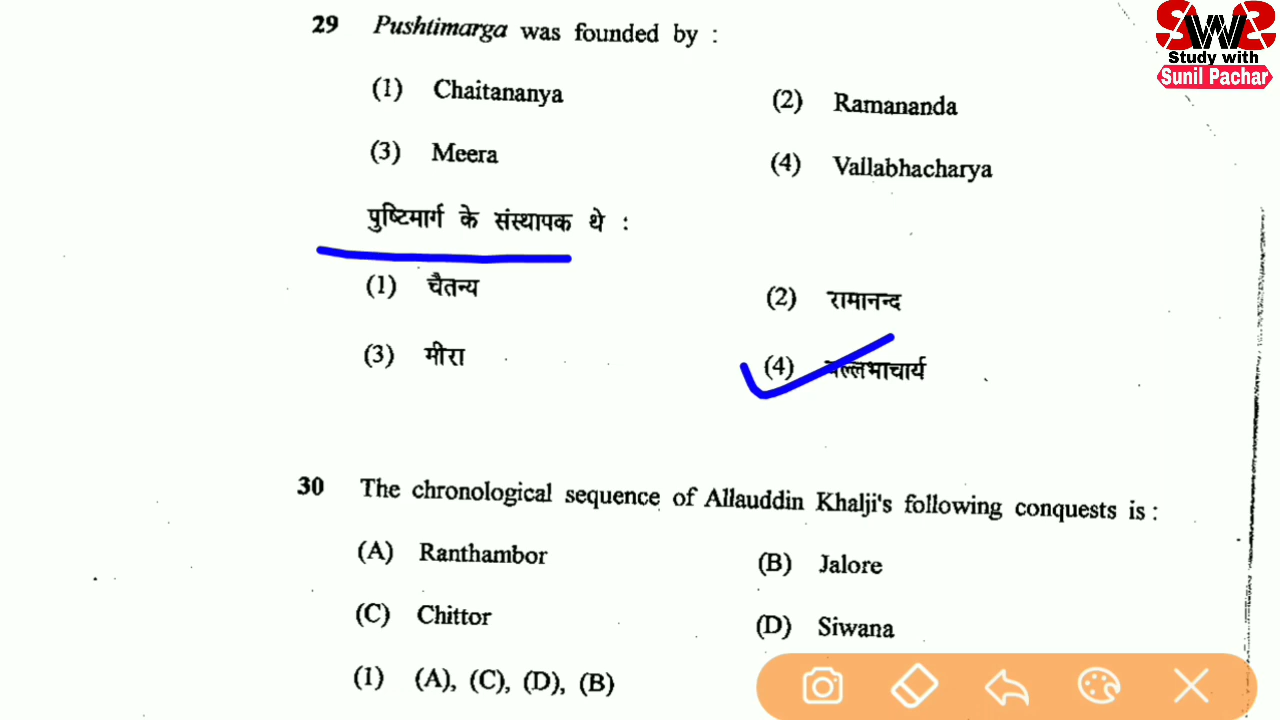 SWS
Study with
Sunil Pachar
29 Pushtimarga was founded by :
(1) Chaitananya (2) Ramananda
(3) Meera (4) Vallabhacharya
पुष्टिमार्ग के संस्थापक थे :
(1) चैतन्य (2) रामानन्द
(3) मीरा (4) वल्लभाचार्य
30 The chronological sequence of Allauddin Khalji's following conquests is :
(A) Ranthambor (B) Jalore
(C) Chittor (D) Siwana
(1) (A), (C), (D), (B)